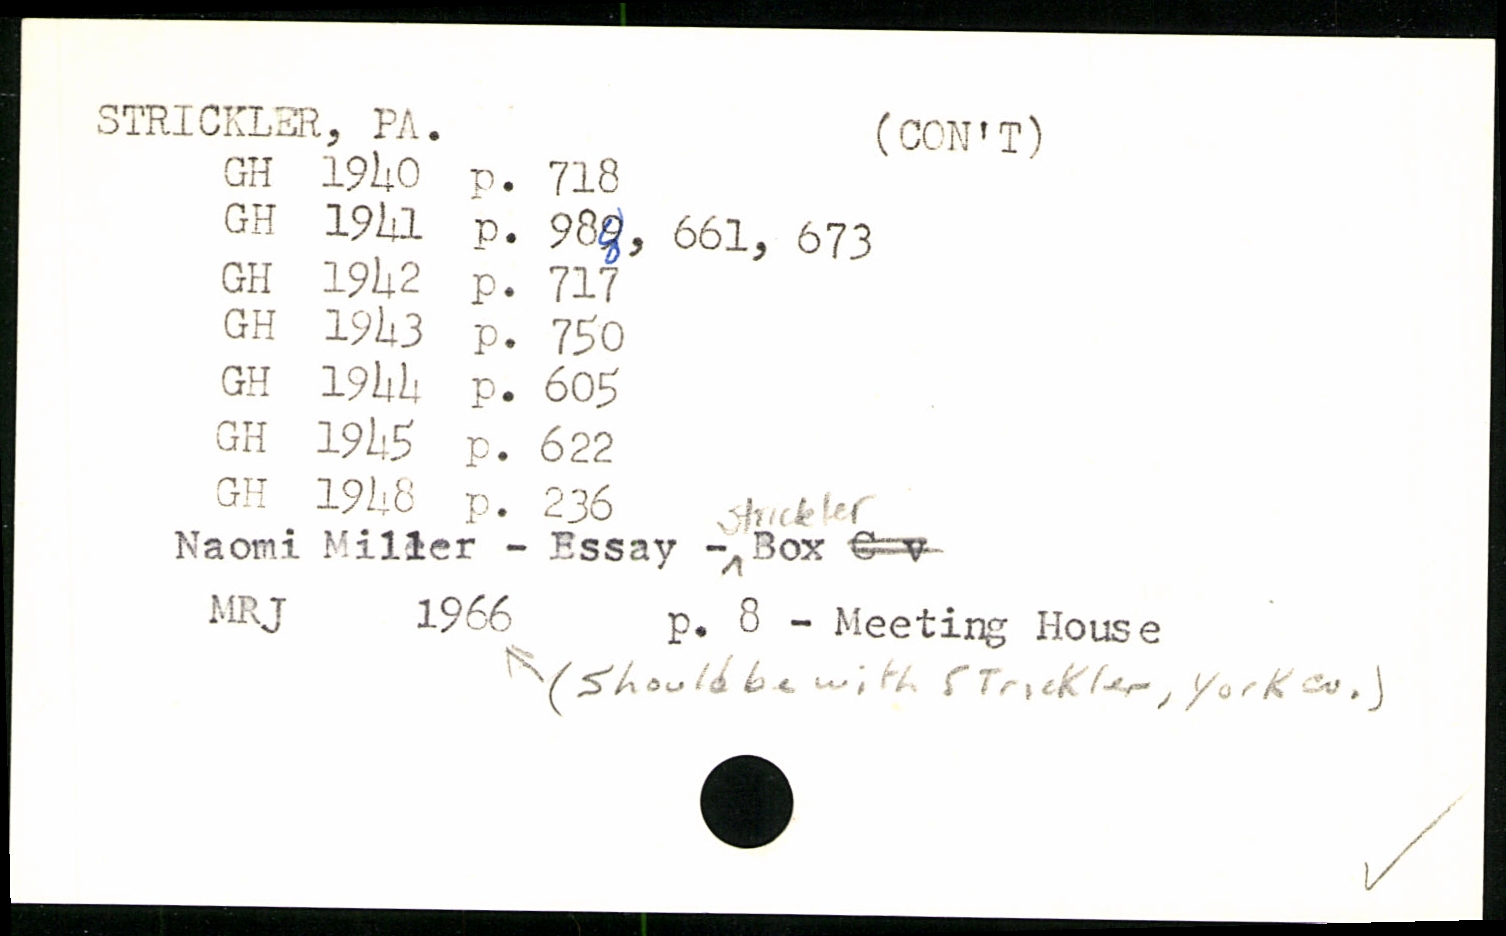 STRICKLER, PA. (CON'T)
GH 1940 p. 718
GH 1941 p. 988, 661, 673
GH 1942 p. 717
GH 1943 p. 750
GH 1944 p. 605
GH 1945 p. 622
GH 1948 p. 236
Strickler
Naomi Miller - Essay - Box C v
MRJ 1966 p. 8 - Meeting House
(Should be with STrickler, York co.)